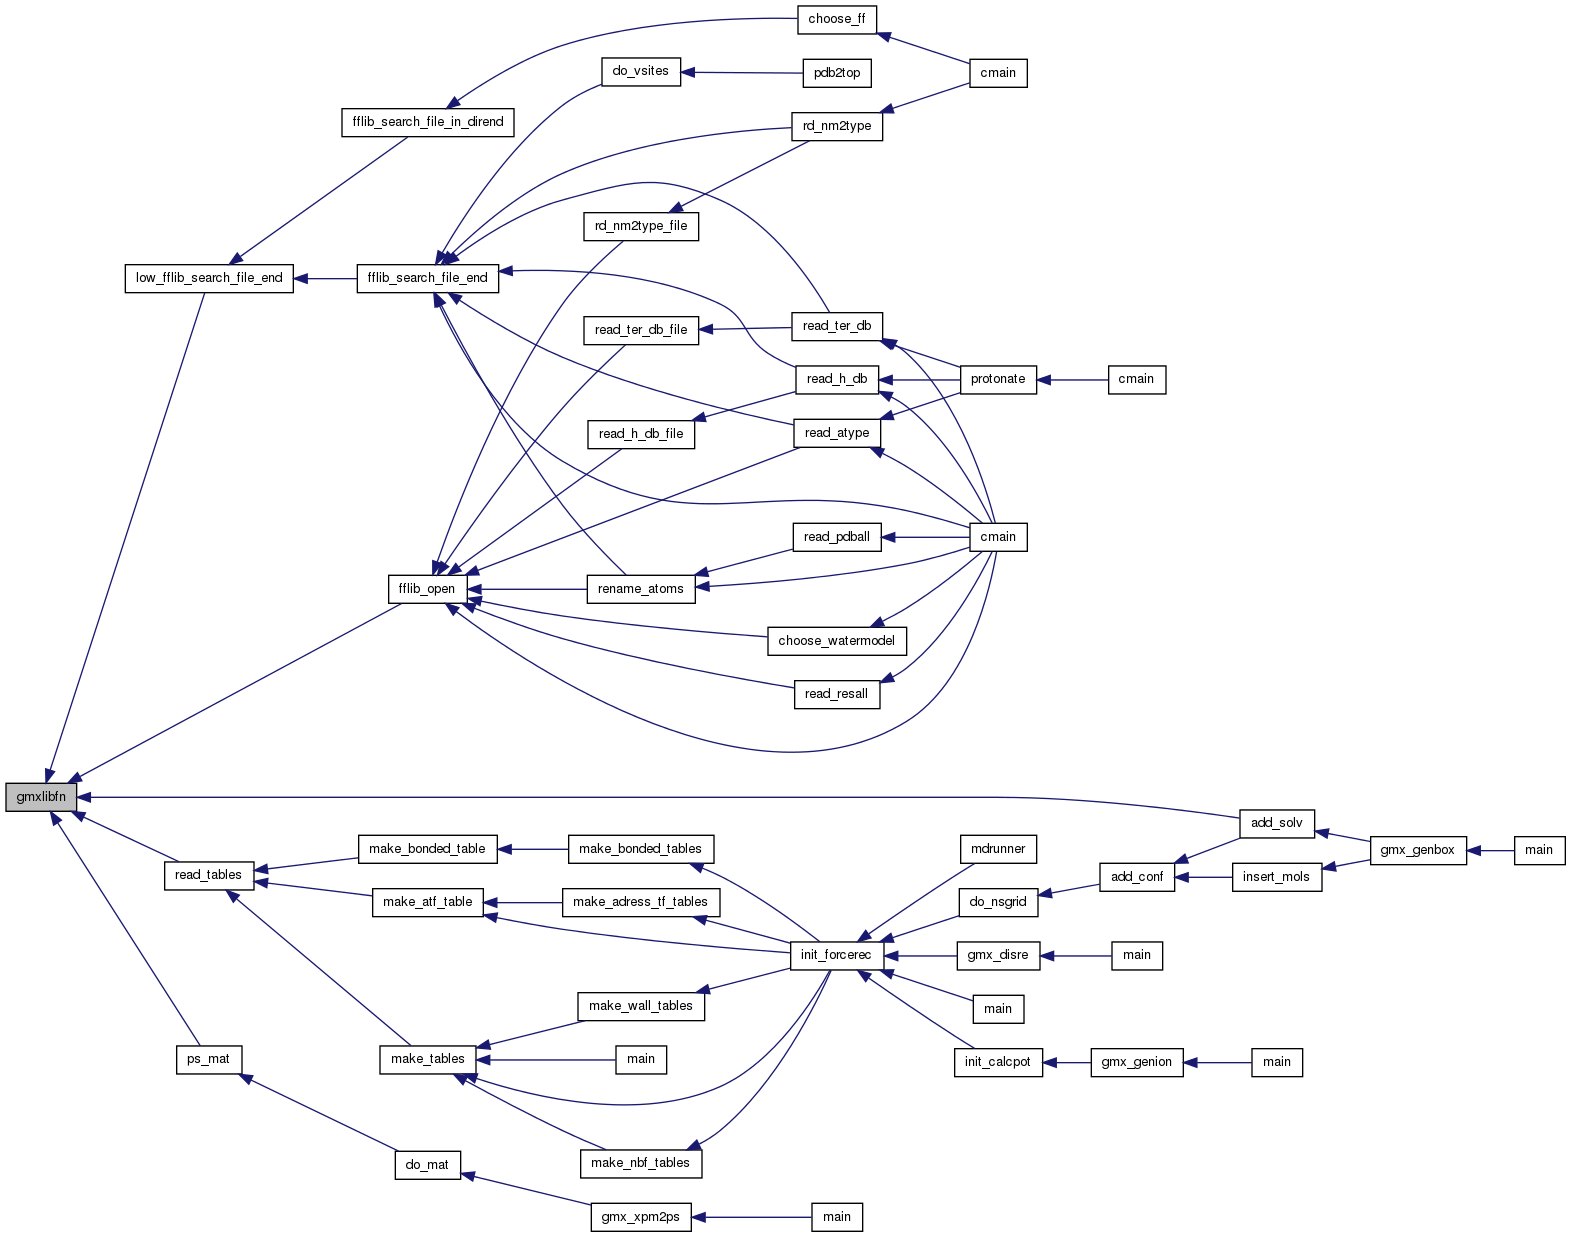 choose_ff
do_vsites
pdb2top
cmain
fflib_search_file_in_dirend
rd_nm2type
rd_nm2type_file
low_fflib_search_file_end
fflib_search_file_end
read_ter_db_file
read_ter_db
read_h_db
protonate
cmain
read_h_db_file
read_atype
read_pdball
cmain
fflib_open
rename_atoms
choose_watermodel
read_resall
gmxlibfn
add_solv
make_bonded_table
make_bonded_tables
mdrunner
gmx_genbox
main
read_tables
add_conf
insert_mols
make_atf_table
make_adress_tf_tables
do_nsgrid
init_forcerec
gmx_disre
main
make_wall_tables
main
ps_mat
make_tables
main
init_calcpot
gmx_genion
main
do_mat
make_nbf_tables
gmx_xpm2ps
main